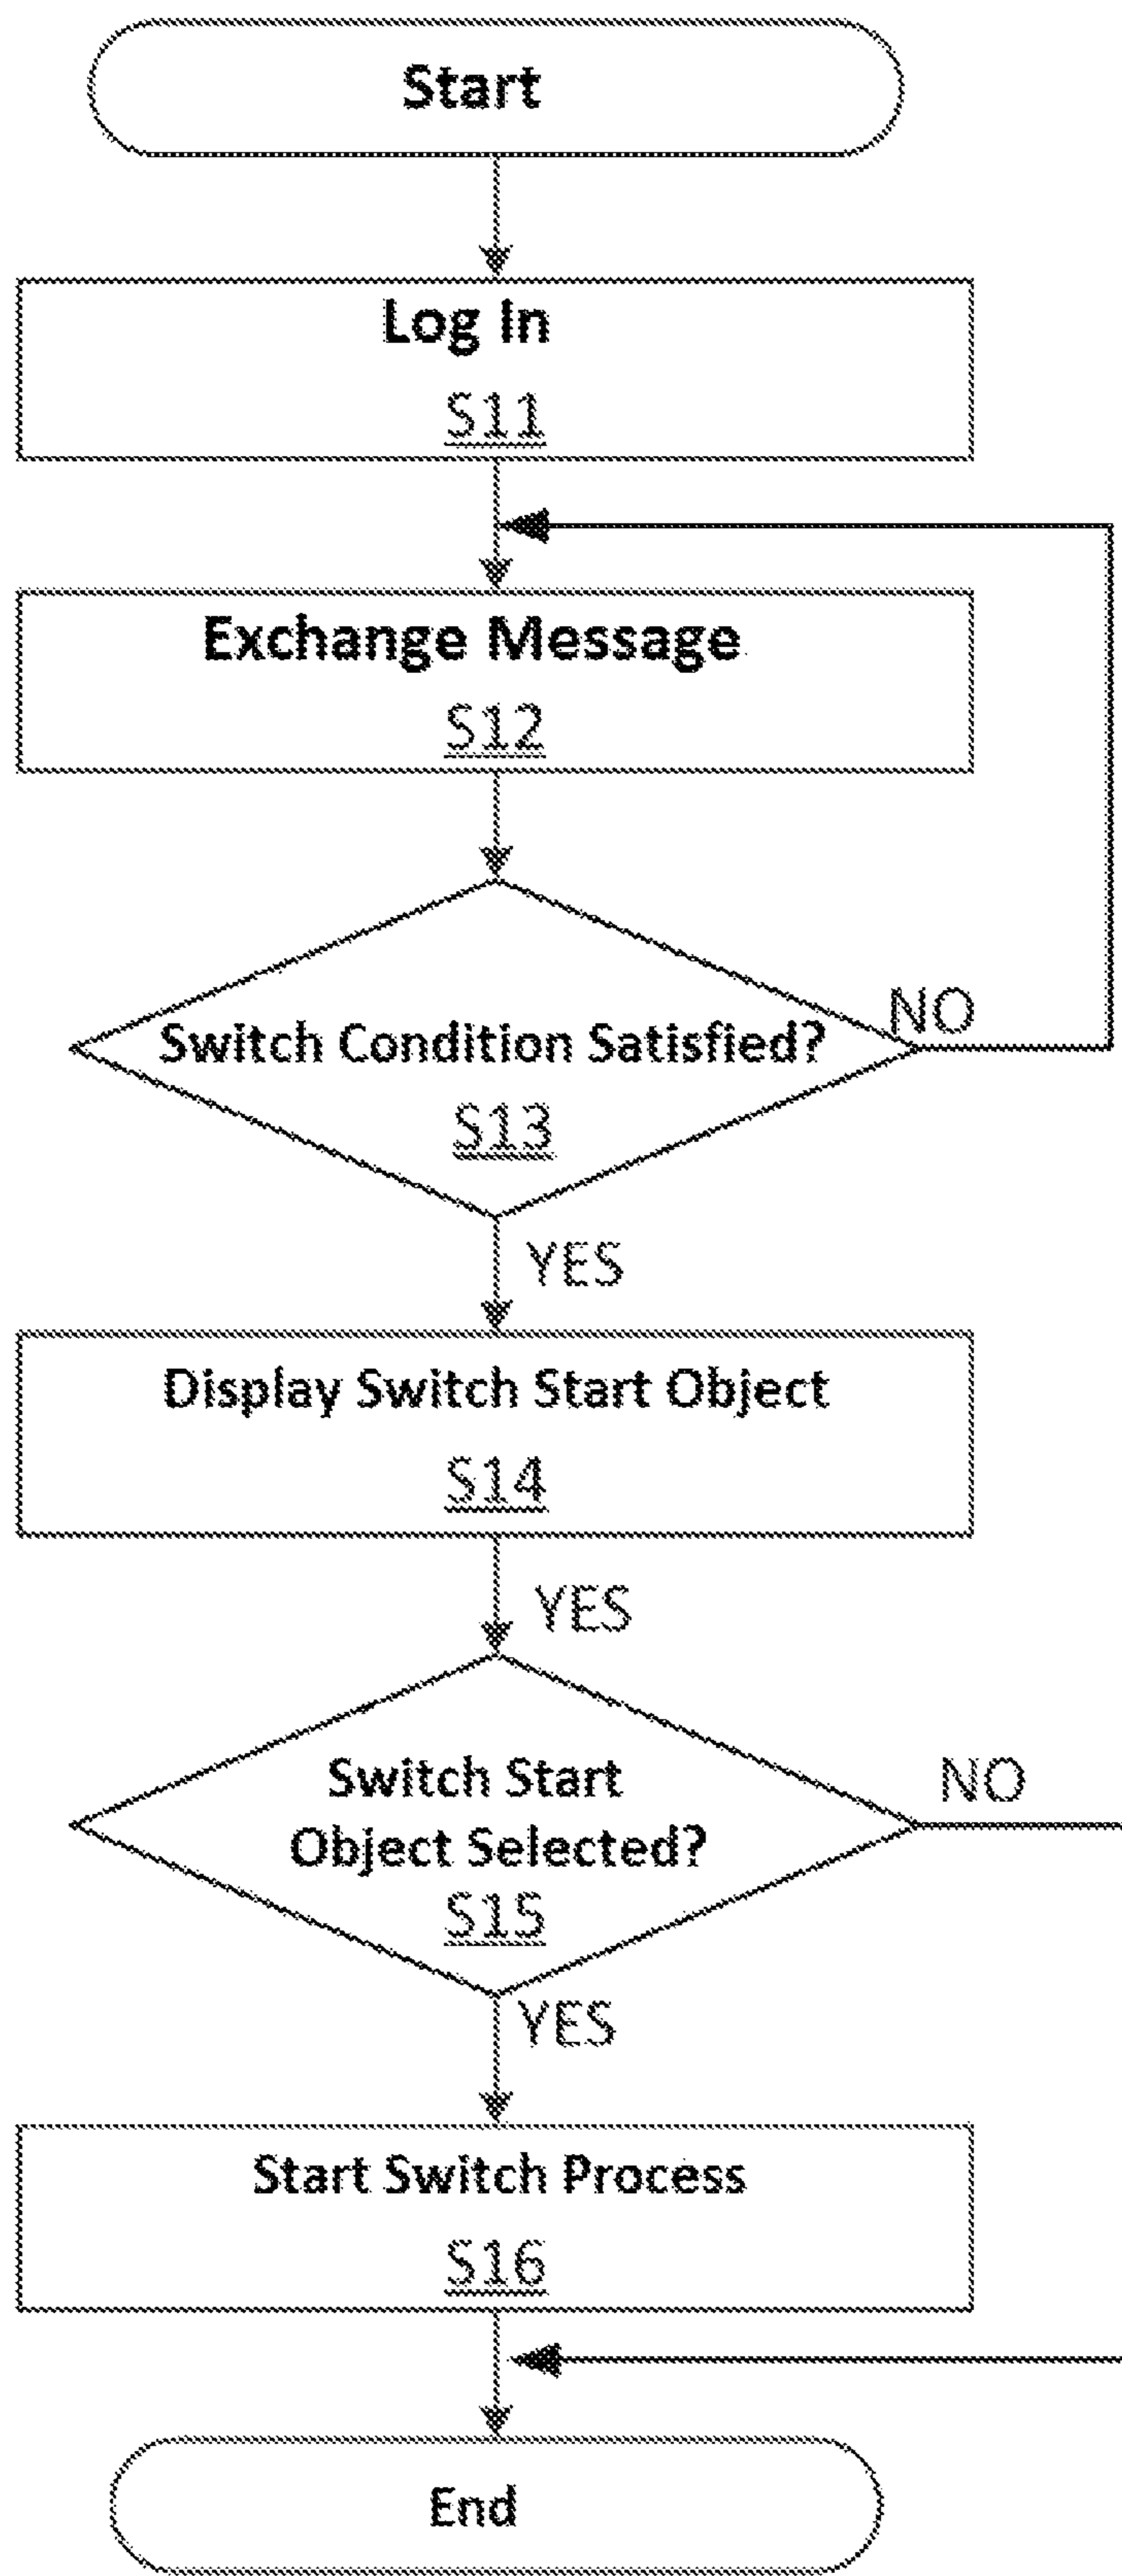 Start
Log In
S11
Exchange Message
S12
NO
Switch Condition Satisfied?
S13
YES
Display Switch Start Object
S14
YES
Switch Start
NO
Object Selected?
S15
YES
Start Switch Process
S16
End